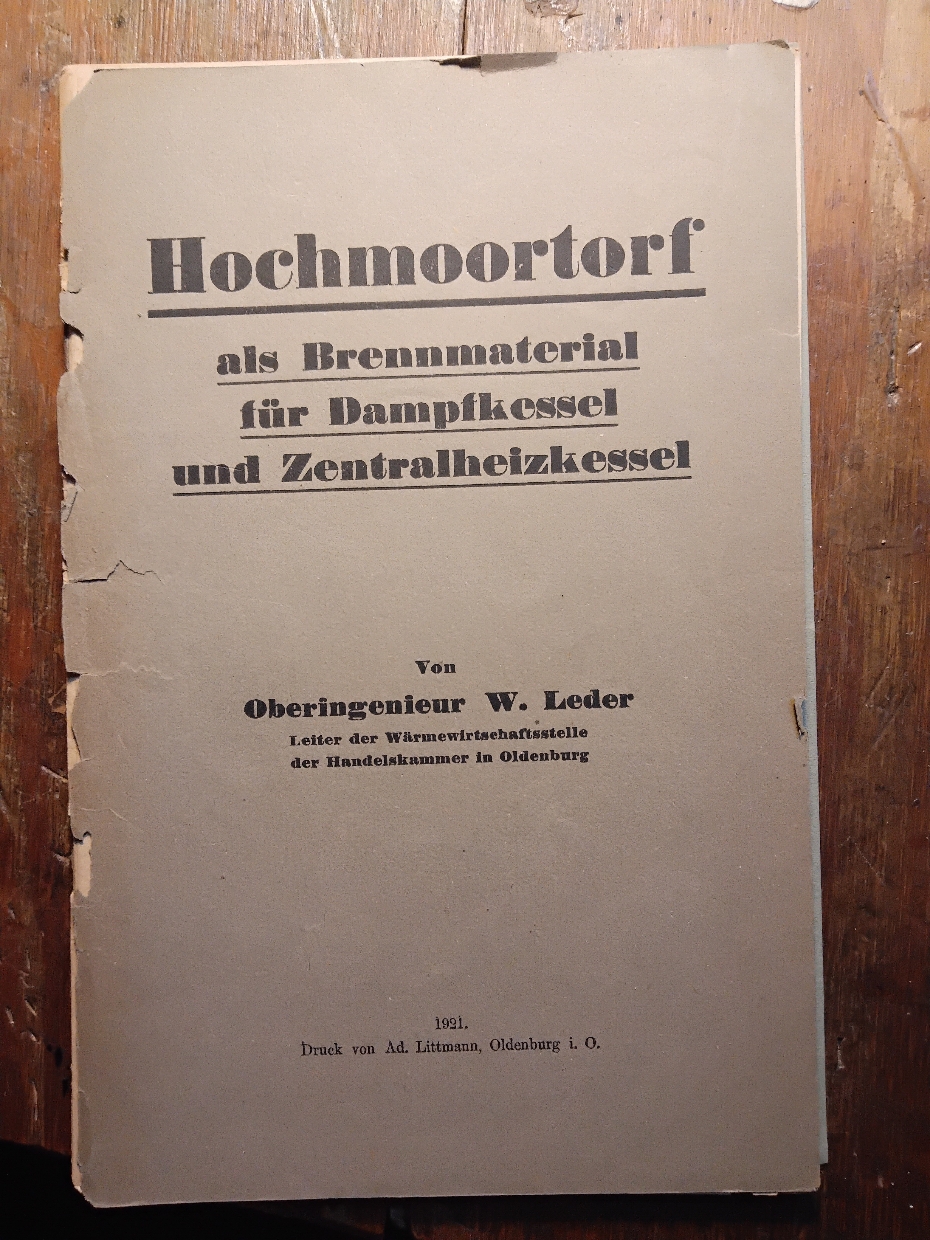 Hochmoortorf
als Brennmaterial
für Dampfkessel
und Zentralheizkessel
Von
Oberingenieur W. Leder
Leiter der Wärmewirtschaftsstelle
der Handelskammer in Oldenburg
1921.
Druck von Ad. Littmann, Oldenburg i. O.